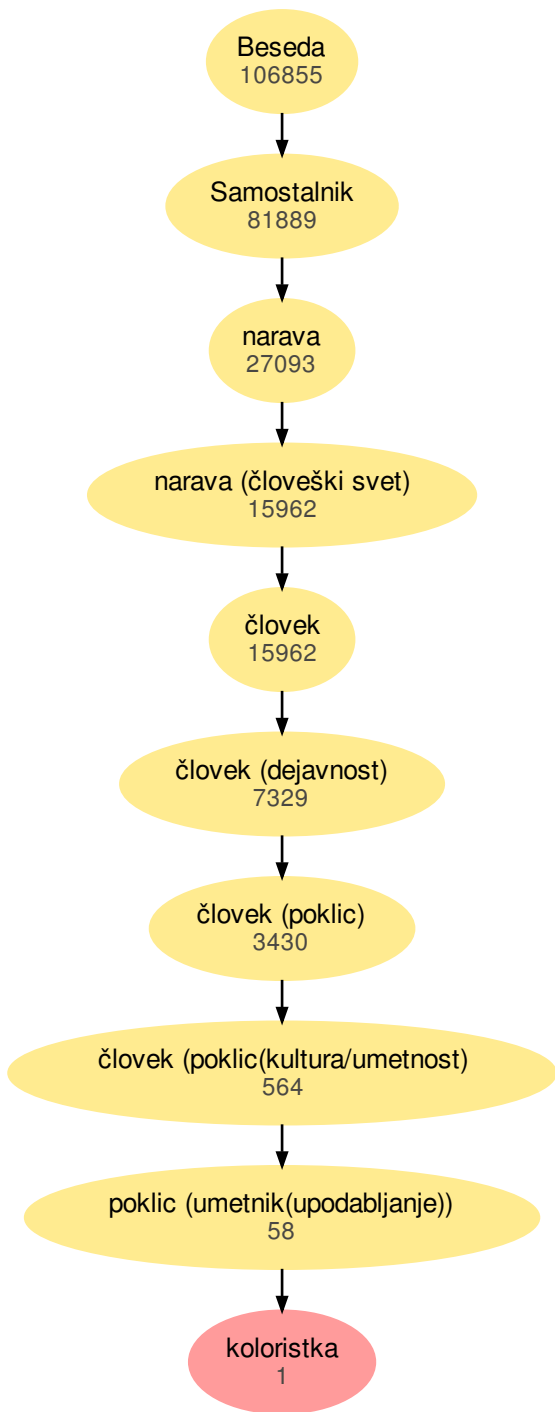 Beseda
106855
Samostalnik
81889
narava
27093
narava (človeški svet)
15962
človek
15962
človek (dejavnost)
7329
človek (poklic)
3430
človek (poklic(kultura/umetnost)
564
poklic (umetnik(upodabljanje))
58
koloristka
1